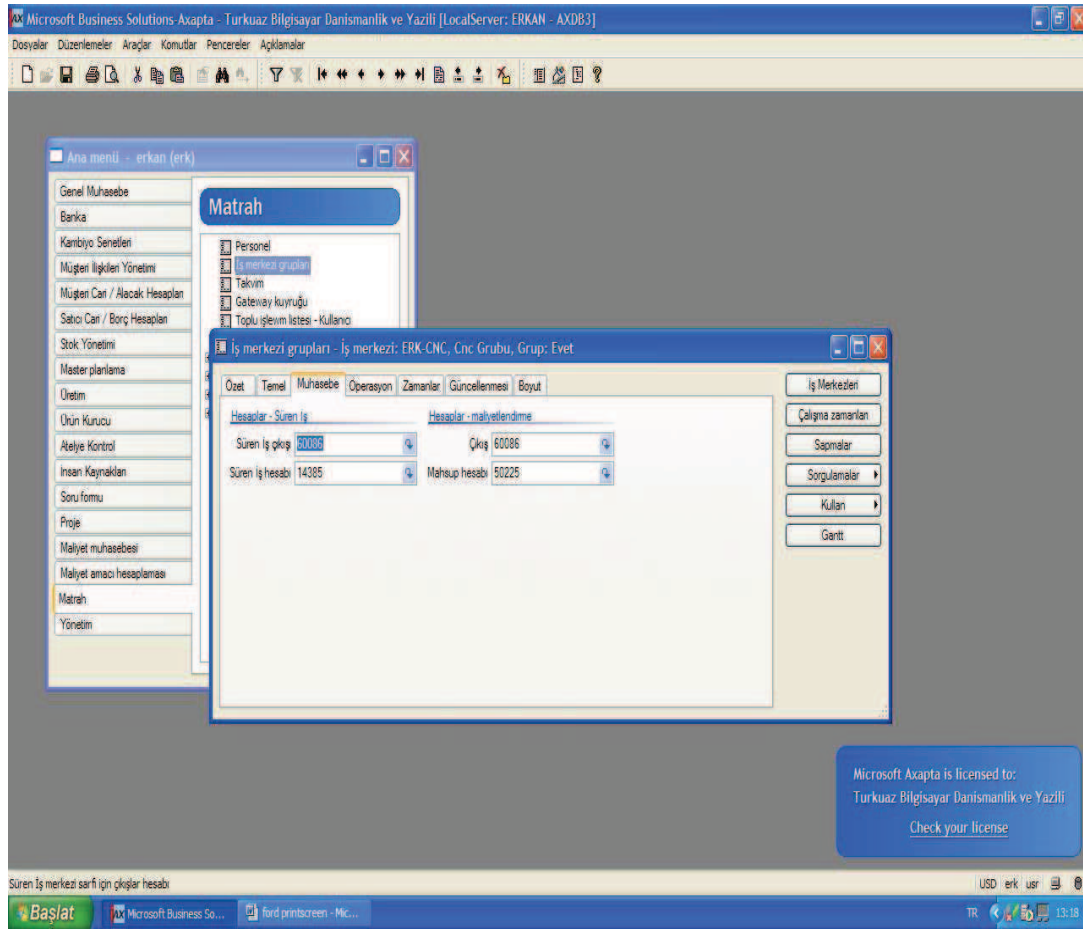 Microsoft Business Solutions-Axapta - Turkuaz Bilgisayar Danismanlik ve Yazili [LocalServer: ERKAN - AXDB3]
Dosyalar Düzenlemeler Araçlar Komutlar Pencereler Açıklamalar
Ana menü - erkan (erk)
Genel Muhasebe
Banka
Kambiyo Senetleri
Müşteri İlişkileri Yönetimi
Müşteri Cari / Alacak Hesapları
Satıcı Cari / Borç Hesapları
Stok Yönetimi
Master planlama
Üretim
Ürün Kurucu
Atelye Kontrol
İnsan Kaynakları
Soru formu
Proje
Maliyet muhasebesi
Maliyet amacı hesaplaması
Matrah
Yönetim
Matrah
Personel
İş merkezi grupları
Takvim
Gateway kuyruğu
Toplu işlewm listesi - Kullanıcı
İş merkezi grupları - İş merkezi: ERK-CNC, Cnc Grubu, Grup: Evet
Özet Temel Muhasebe Operasyon Zamanlar Güncellenmesi Boyut
Hesaplar - Süren İş Hesaplar - maliyetlendirme
Süren İş çıkış 60086 Çıkış 60086
Süren İş hesabı 14385 Mahsup hesabı 50225
İş Merkezleri
Çalışma zamanları
Sapmalar
Sorgulamalar
Kullan
Gantt
Microsoft Axapta is licensed to:
Turkuaz Bilgisayar Danismanlik ve Yazili
Check your license
Süren İş merkezi sarfi için çıkışlar hesabı USD erk usr
Başlat Microsoft Business So... ford printscreen - Mic... TR 13:18